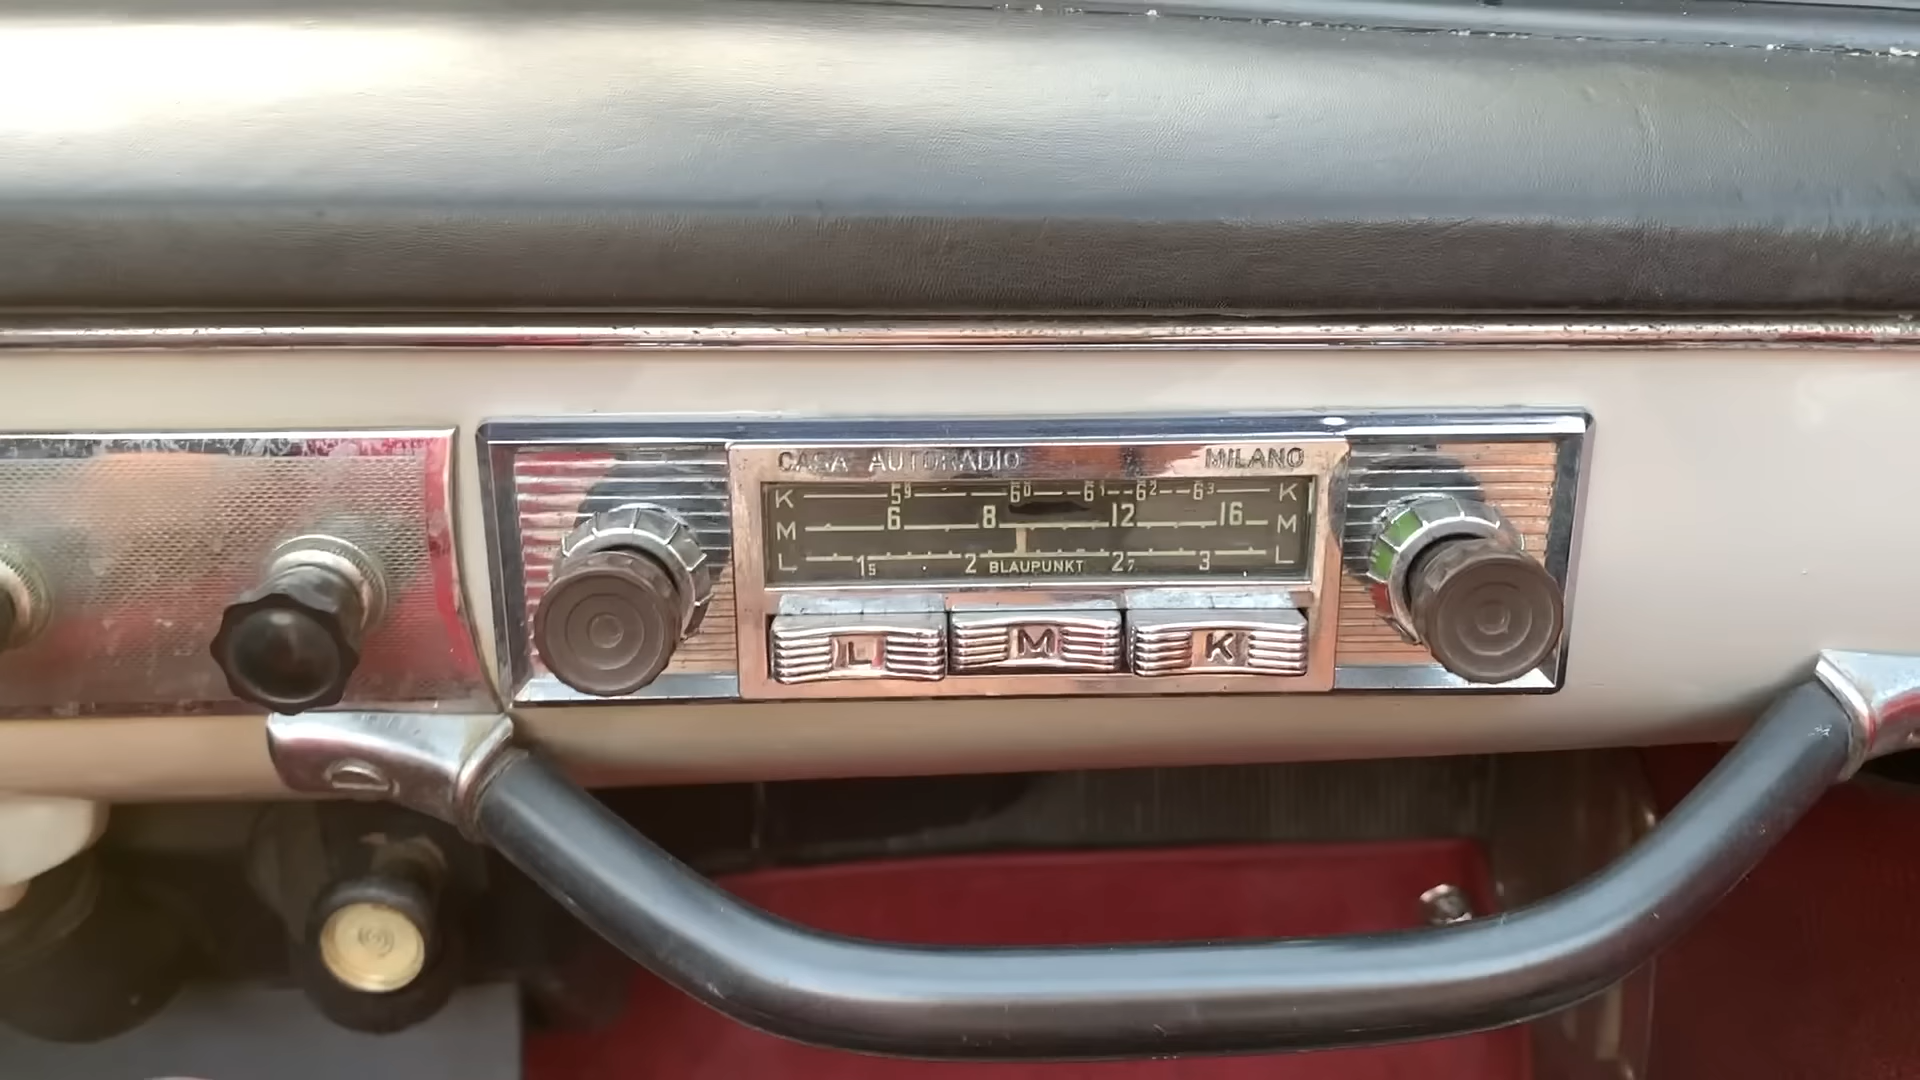 CASA AUTORADIO MILANO
K 5⁹ 6⁰ 6¹ 6² 6³ K
M 6 8 12 16 M
L 1₅ 2 BLAUPUNKT 2₇ 3 L
L M K